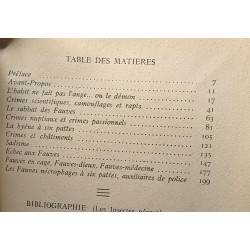 TABLE DES MATIERES
Préface 7
Avant-Propos 11
L'habit ne fait pas l'ange... ou le démon 17
Crimes scientifiques, camouflages et rapts 41
Le sabbat des Fauves 63
Crimes nuptiaux et crimes passionnels 81
La hyène à six pattes 105
Crimes et châtiments 121
Sadisme 135
Echec aux Fauves 147
Fauves en cage, Fauves-dieux, Fauves-médecine 177
Les Fauves nécrophages à six pattes, auxiliaires de police 199
BIBLIOGRAPHIE (Les Insectes